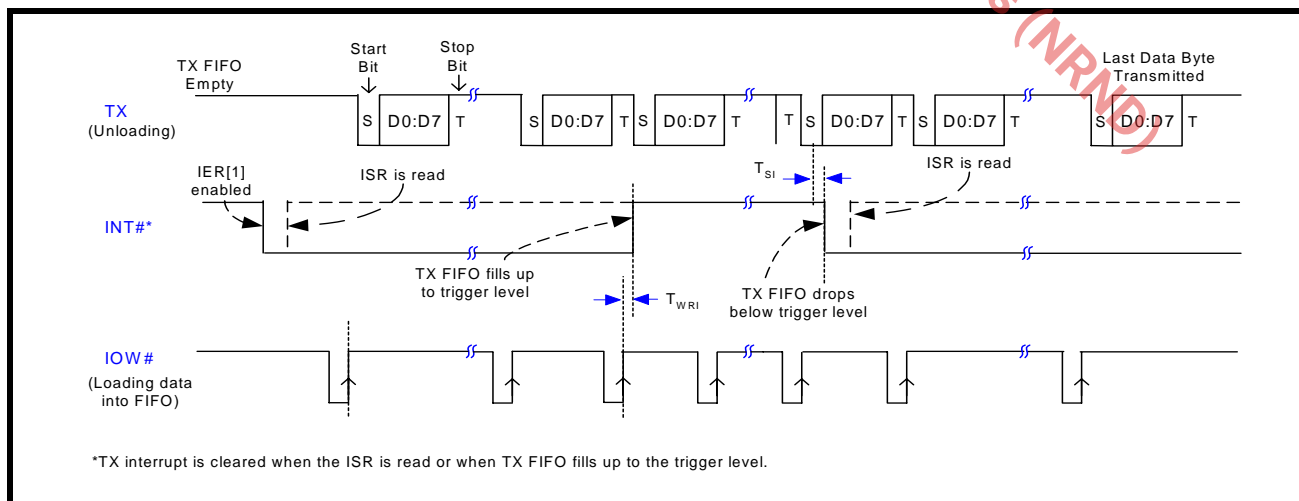 s (NRND)
TX FIFO
Empty
Start
Bit
Stop
Bit
Last Data Byte
Transmitted
TX
(Unloading)
S D0:D7 T S D0:D7 T S D0:D7 T T S D0:D7 T S D0:D7 T S D0:D7 T
IER[1]
enabled
ISR is read
TSI
ISR is read
INT#*
TX FIFO fills up
to trigger level
TWRI
TX FIFO drops
below trigger level
IOW#
(Loading data
into FIFO)
*TX interrupt is cleared when the ISR is read or when TX FIFO fills up to the trigger level.